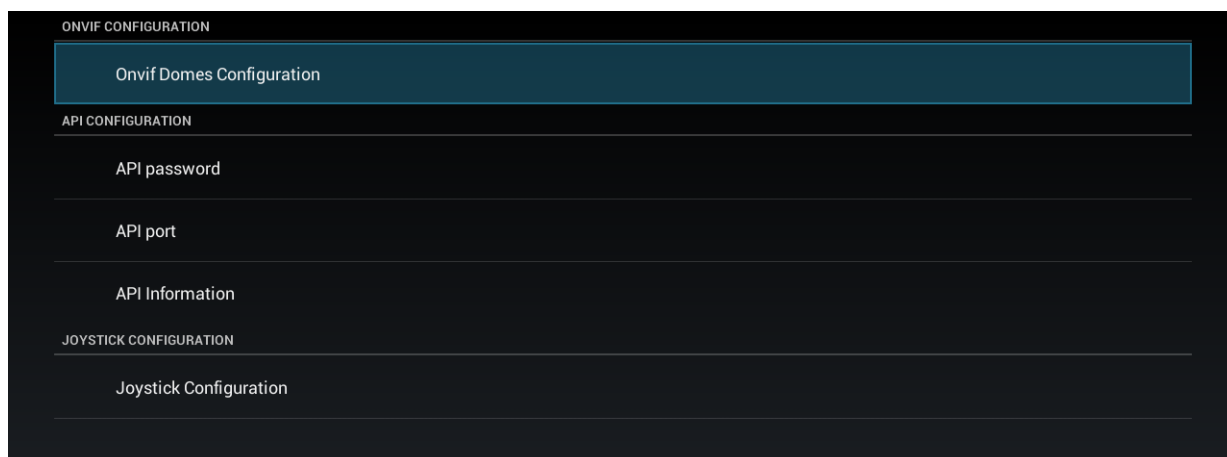 ONVIF CONFIGURATION
Onvif Domes Configuration
API CONFIGURATION
API password
API port
API Information
JOYSTICK CONFIGURATION
Joystick Configuration